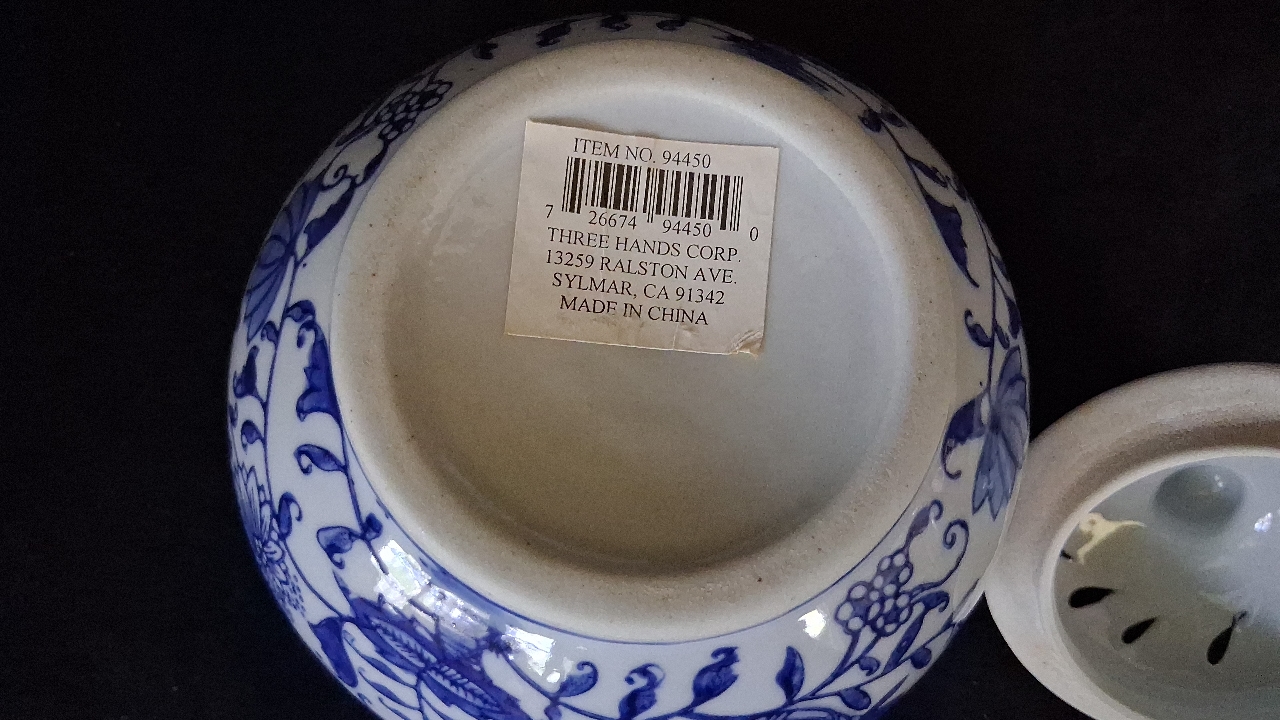 ITEM NO. 94450
7 26674 94450 0
THREE HANDS CORP.
13259 RALSTON AVE.
SYLMAR, CA 91342
MADE IN CHINA